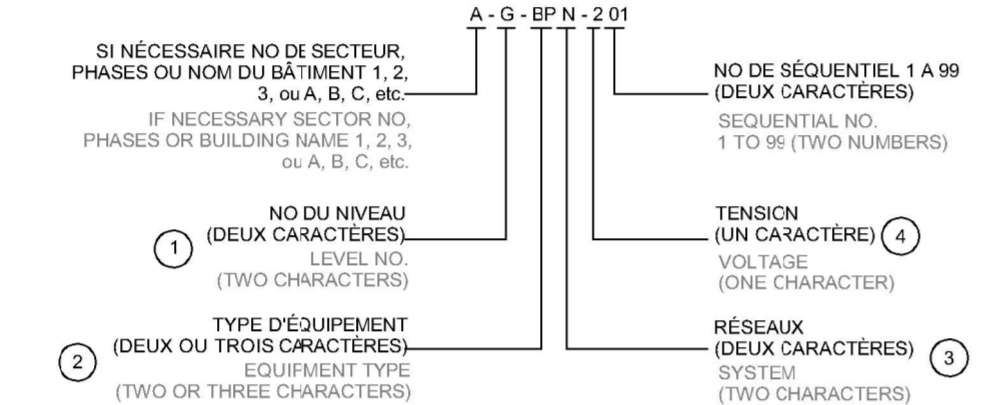 A - G - BP N - 2 01
SI NÉCESSAIRE NO DE SECTEUR,
PHASES OU NOM DU BÂTIMENT 1, 2,
3, ou A, B, C, etc.
IF NECESSARY SECTOR NO,
PHASES OR BUILDING NAME 1, 2, 3,
ou A, B, C, etc.
NO DE SÉQUENTIEL 1 A 99
(DEUX CARACTÈRES)
SEQUENTIAL NO.
1 TO 99 (TWO NUMBERS)
1
NO DU NIVEAU
(DEUX CARACTÈRES)
LEVEL NO.
(TWO CHARACTERS)
TENSION
(UN CARACTÈRE)
4
VOLTAGE
(ONE CHARACTER)
2
TYPE D'ÉQUIPEMENT
(DEUX OU TROIS CARACTÈRES)
EQUIPMENT TYPE
(TWO OR THREE CHARACTERS)
RÉSEAUX
(DEUX CARACTÈRES)
3
SYSTEM
(TWO CHARACTERS)